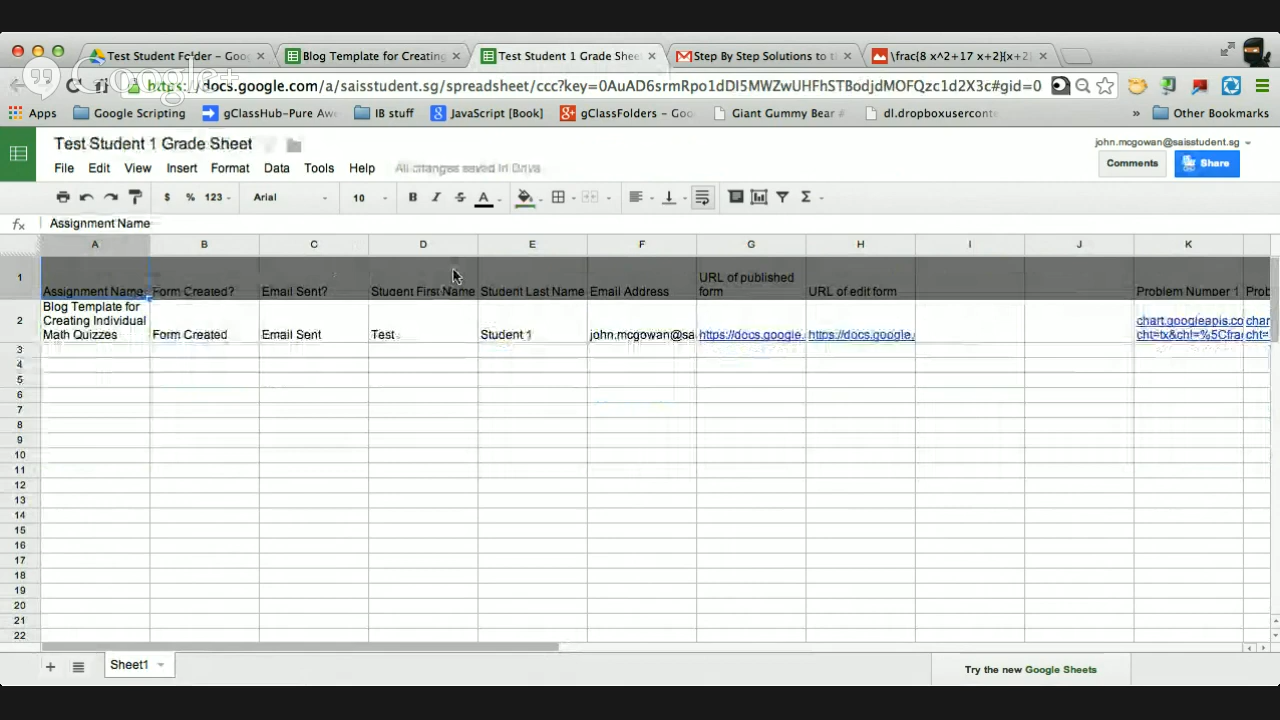 Test Student Folder – Goo
Blog Template for Creating
Test Student 1 Grade Shee
Step By Step Solutions to t
\frac{8 x^2+17 x+2}{x+2}
Google+
https://docs.google.com/a/saisstudent.sg/spreadsheet/ccc?key=0AuAD6srmRpo1dDI5MWZwUHFhSTBodjdMOFQzc1d2X3c#gid=0
Apps
Google Scripting
gClassHub-Pure Awe
IB stuff
JavaScript [Book]
gClassFolders - Goo
Giant Gummy Bear
dl.dropboxuserconte
»
Other Bookmarks
Test Student 1 Grade Sheet
john.mcgowan@saisstudent.sg
File Edit View Insert Format Data Tools Help
All changes saved in Drive
Comments
Share
$ % 123 Arial 10 B I S A Σ
fx Assignment Name
A B C D E F G H I J K
1 Assignment Name Form Created? Email Sent? Student First Name Student Last Name Email Address URL of published form URL of edit form Problem Number 1 Prob
2 Blog Template for Creating Individual Math Quizzes Form Created Email Sent Test Student 1 john.mcgowan@sa https://docs.google. https://docs.google. chart.googleapis.co cht=tx&chl=%5Cfra char cht=
3
4
5
6
7
8
9
10
11
12
13
14
15
16
17
18
19
20
21
22
+ Sheet1
Try the new Google Sheets